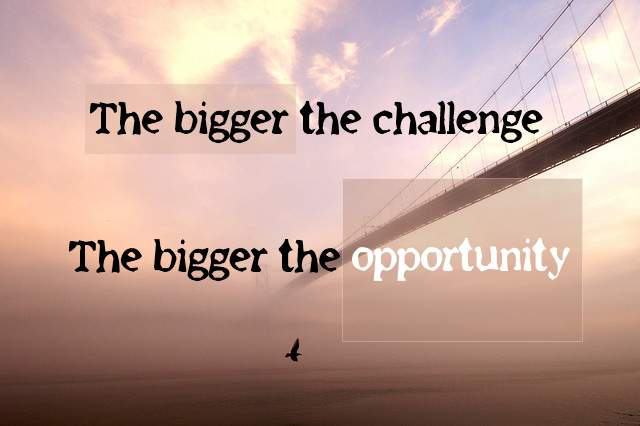 The bigger the challenge
The bigger the opportunity